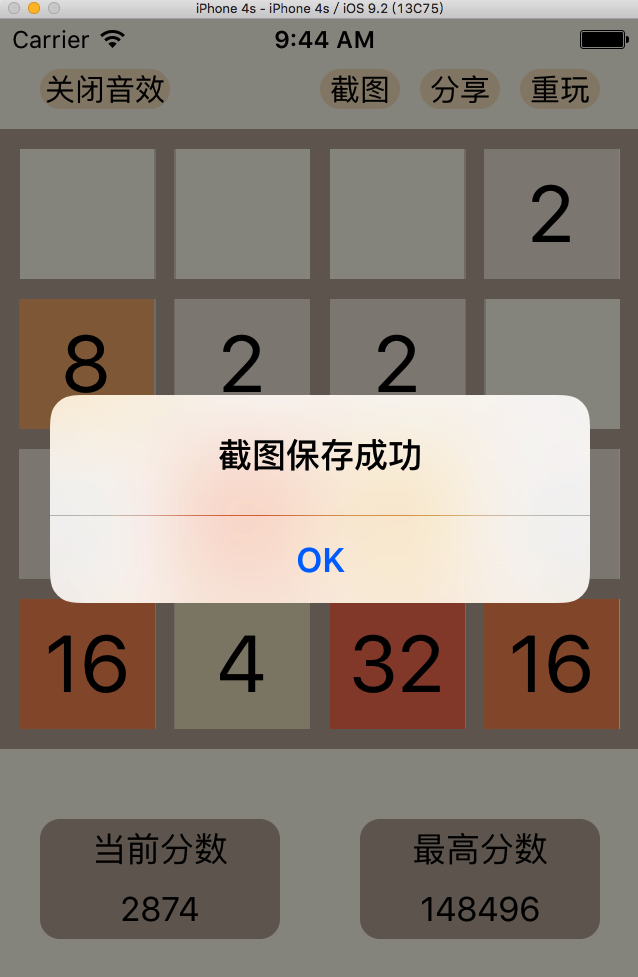 iPhone 4s - iPhone 4s / iOS 9.2 (13C75)
Carrier 9:44 AM
关闭音效 截图 分享 重玩
2
8 2 2
截图保存成功
OK
16 4 32 16
当前分数 最高分数
2874 148496